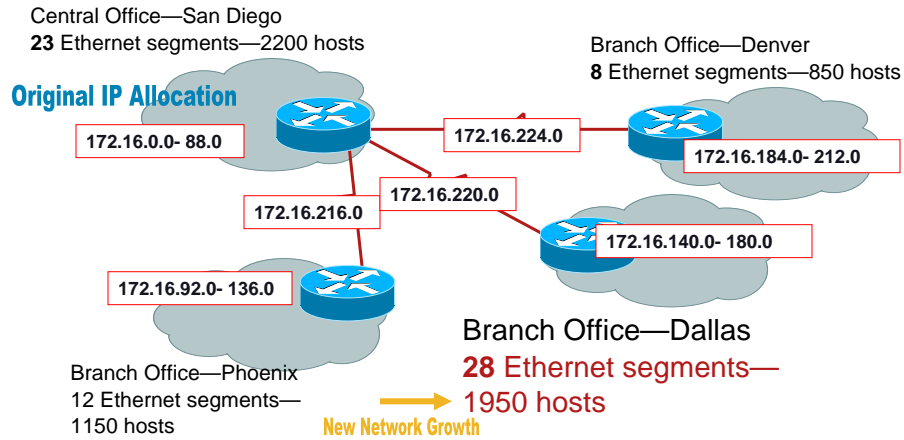 Central Office—San Diego
23 Ethernet segments—2200 hosts
Branch Office—Denver
8 Ethernet segments—850 hosts
Original IP Allocation
172.16.0.0- 88.0
172.16.224.0
172.16.184.0- 212.0
172.16.220.0
172.16.216.0
172.16.140.0- 180.0
172.16.92.0- 136.0
Branch Office—Dallas
28 Ethernet segments—
1950 hosts
Branch Office—Phoenix
12 Ethernet segments—
1150 hosts
New Network Growth